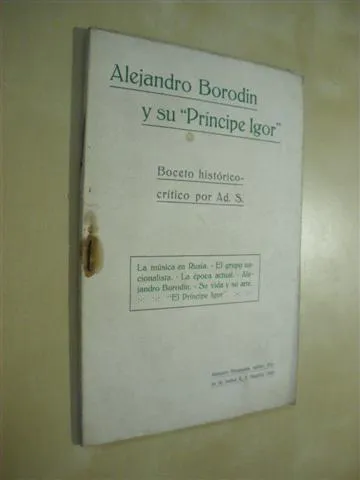 Alejandro Borodin
y su "Príncipe Igor"
Boceto histórico-
crítico por Ad. S.
La música en Rusia. - El grupo na-
cionalista. - La época actual. - Ale-
jandro Borodin. - Su vida y su arte.
"El Príncipe Igor"